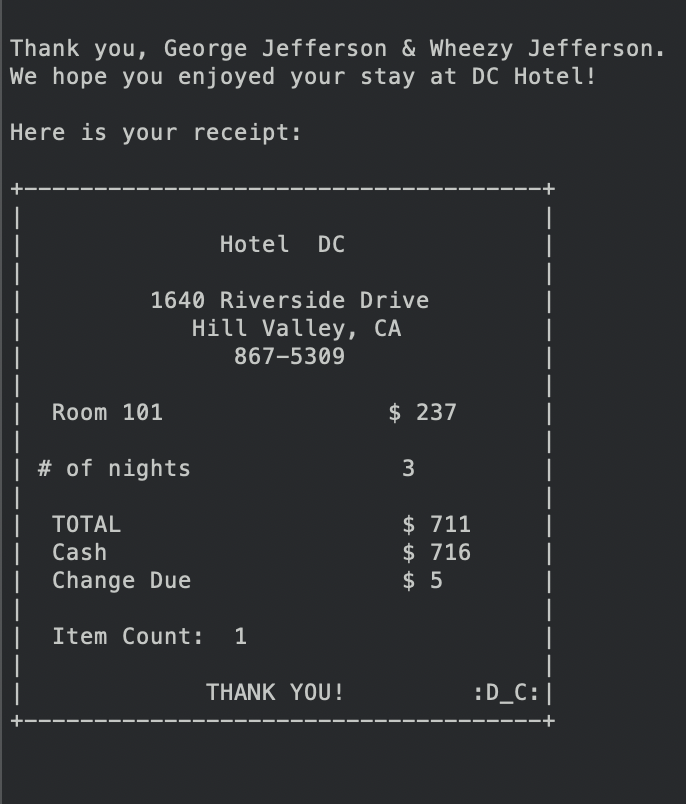 Thank you, George Jefferson & Wheezy Jefferson.
We hope you enjoyed your stay at DC Hotel!
Here is your receipt:
Hotel  DC
1640 Riverside Drive
Hill Valley, CA
867-5309
Room 101                $ 237
# of nights               3
TOTAL                    $ 711
Cash                     $ 716
Change Due               $ 5
Item Count:  1
THANK YOU!         :D_C: